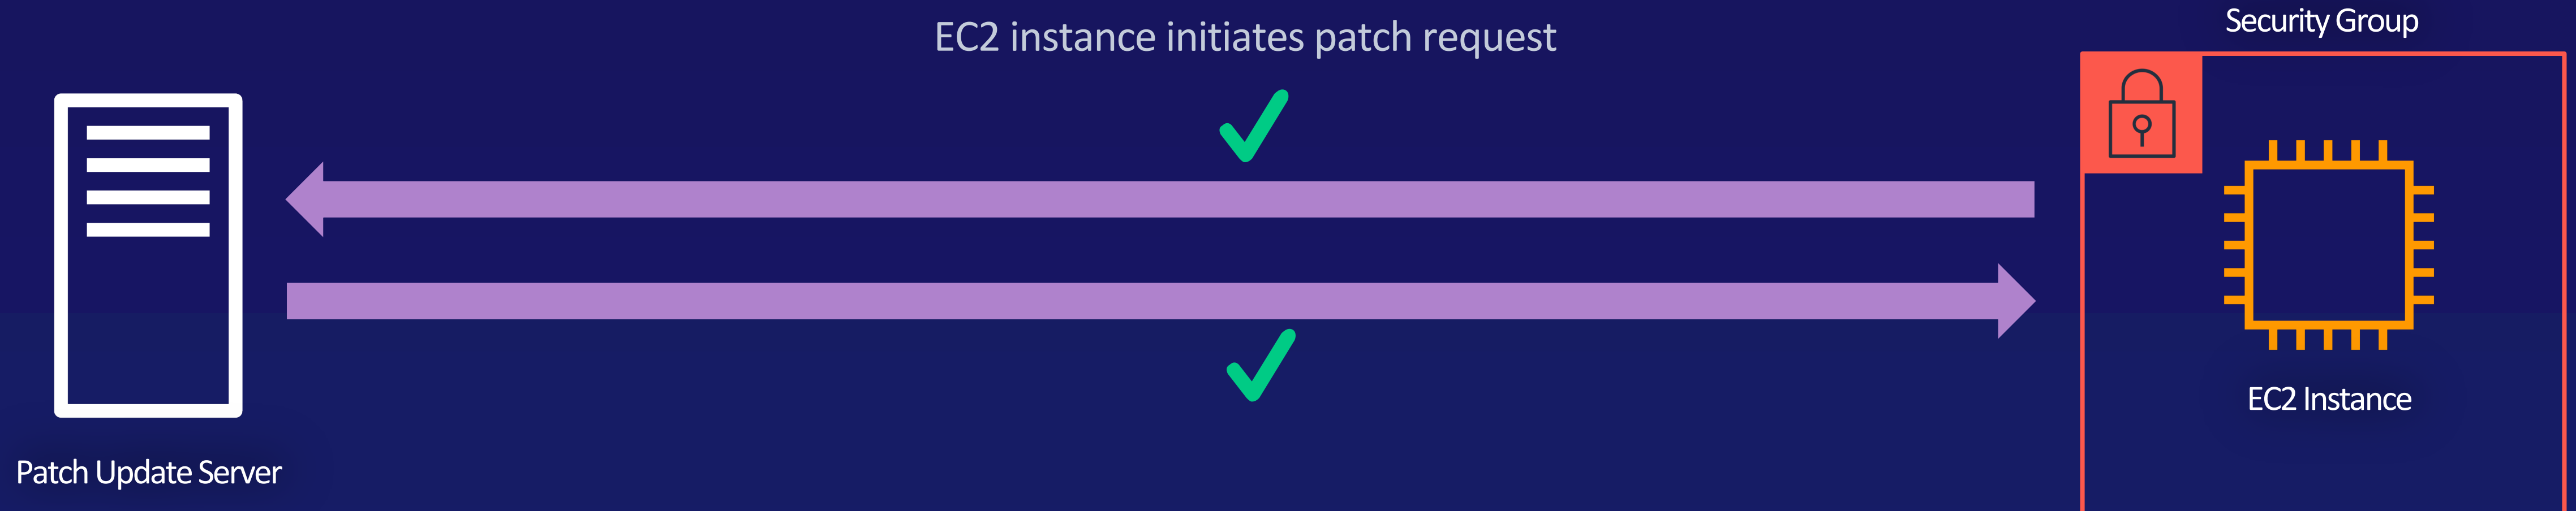 EC2 instance initiates patch request
Security Group
EC2 Instance
Patch Update Server